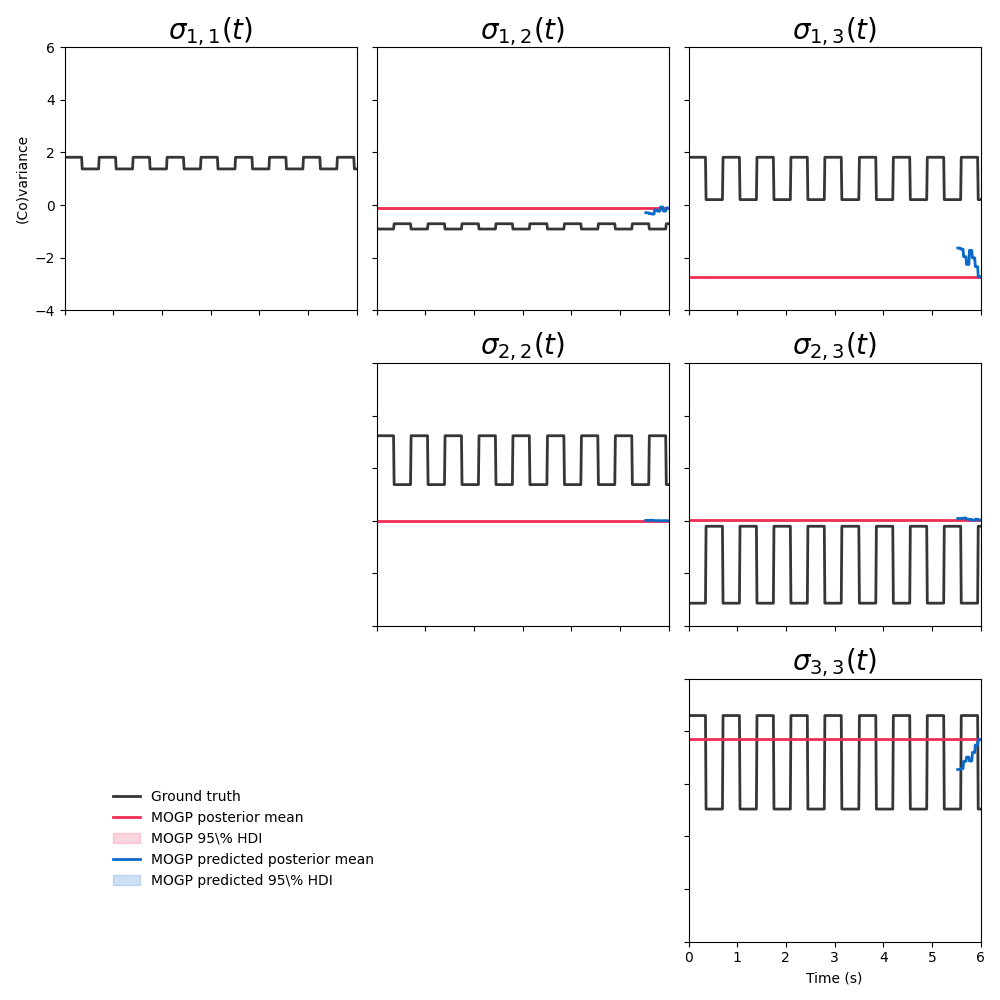 σ1,1(t)
σ1,2(t)
σ1,3(t)
6
4
2
0
−2
−4
(Co)variance
σ2,2(t)
σ2,3(t)
σ3,3(t)
Ground truth
MOGP posterior mean
MOGP 95\% HDI
MOGP predicted posterior mean
MOGP predicted 95\% HDI
0 1 2 3 4 5 6
Time (s)